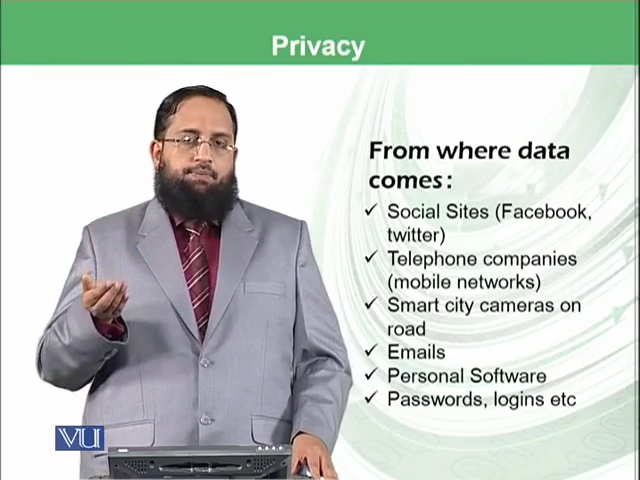 Privacy
From where data
comes:
✓ Social Sites (Facebook,
twitter)
✓ Telephone companies
(mobile networks)
✓ Smart city cameras on
road
✓ Emails
✓ Personal Software
✓ Passwords, logins etc
VU